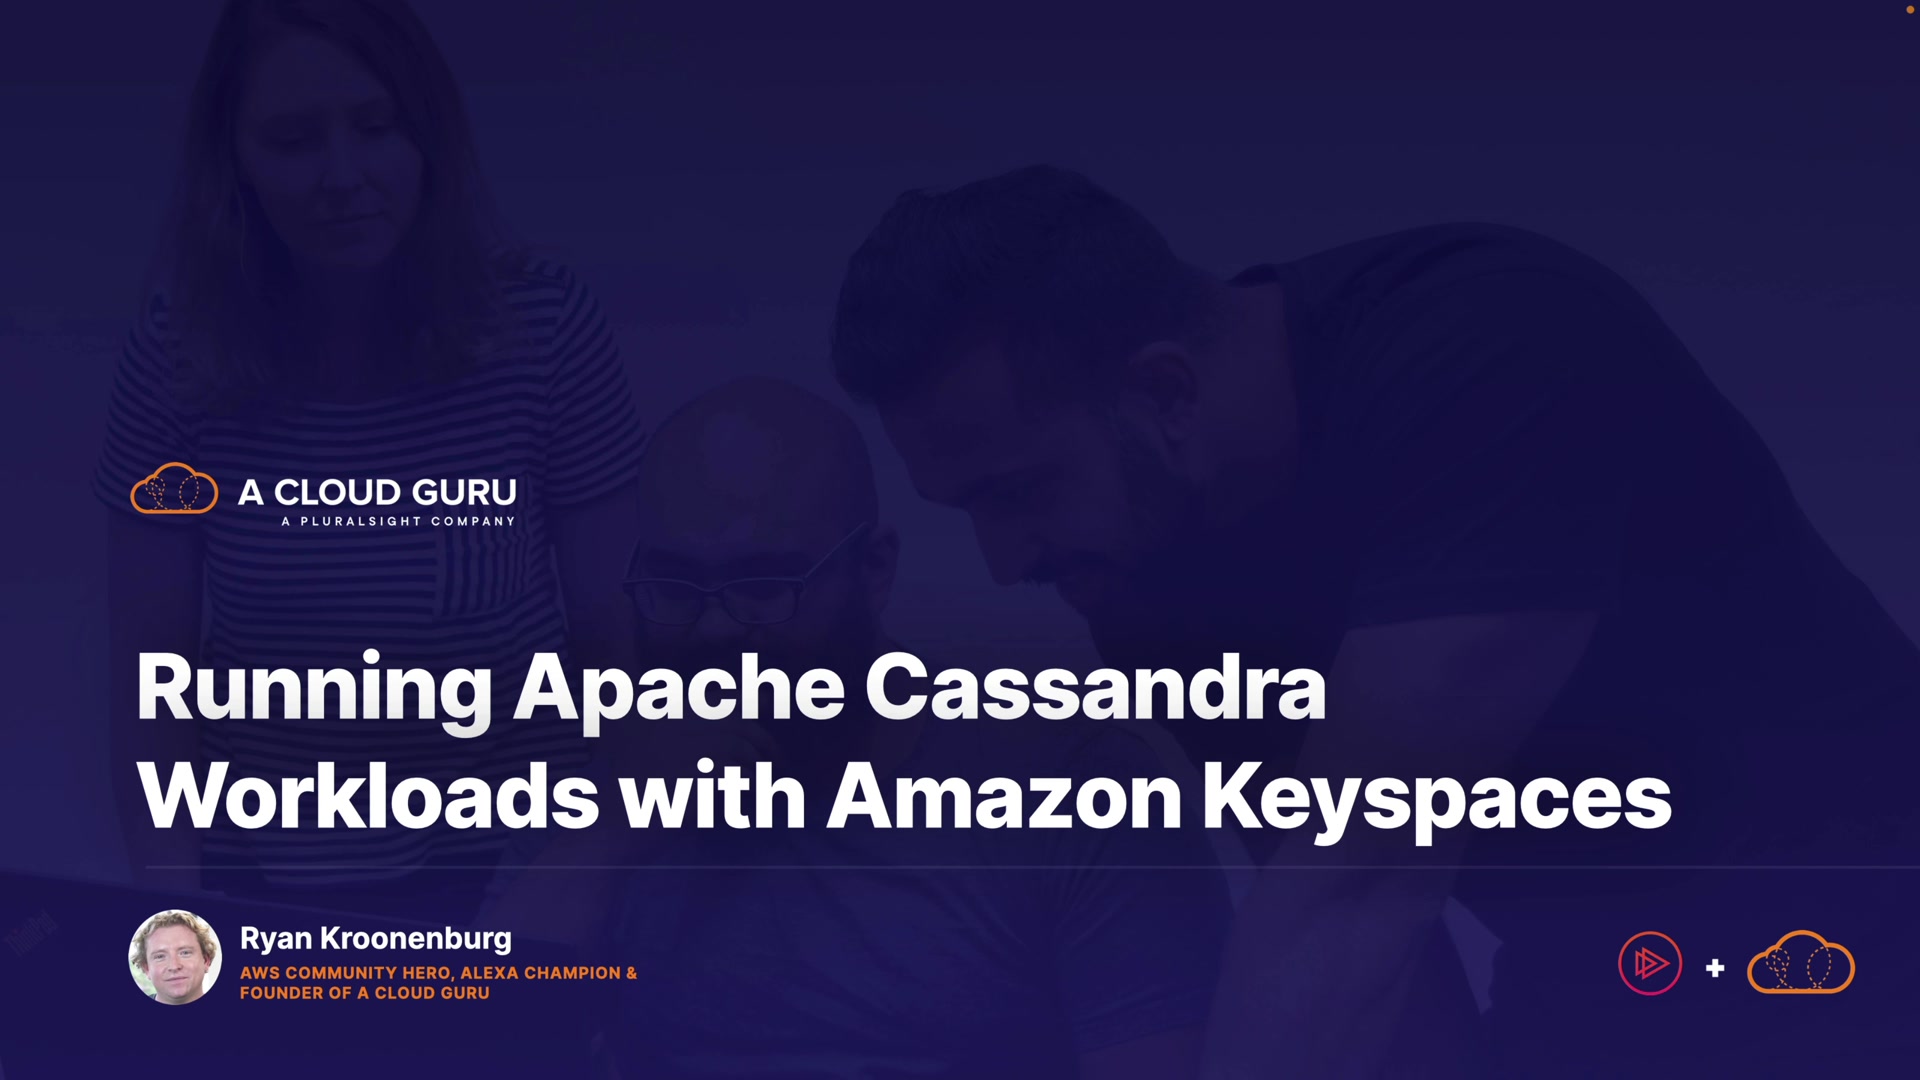 A CLOUD GURU
A PLURALSIGHT COMPANY
Running Apache Cassandra
Workloads with Amazon Keyspaces
Ryan Kroonenburg
AWS COMMUNITY HERO, ALEXA CHAMPION &
FOUNDER OF A CLOUD GURU
+
ThinkPad